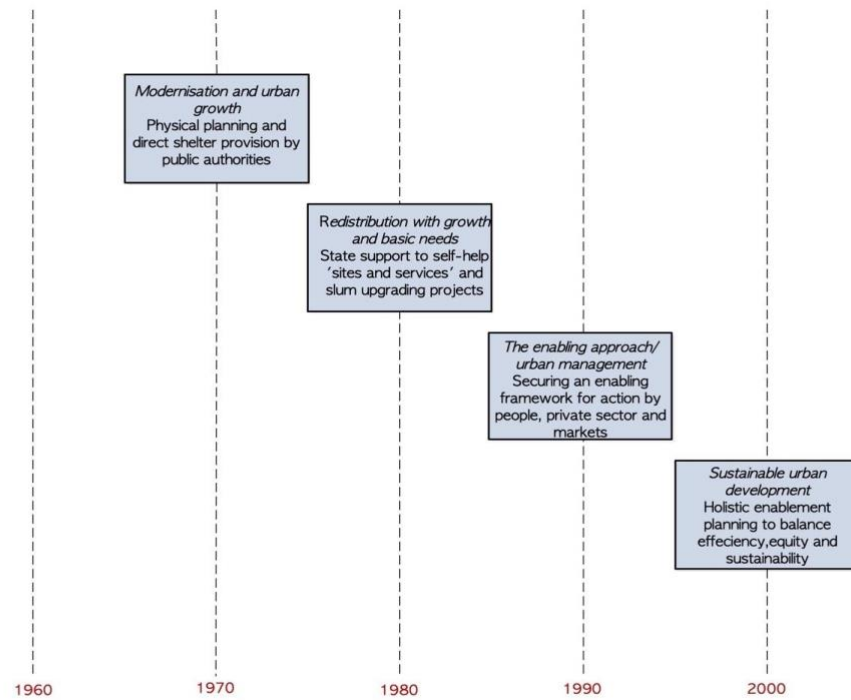 Modernisation and urban
growth
Physical planning and
direct shelter provision by
public authorities
Redistribution with growth
and basic needs
State support to self-help
‘sites and services’ and
slum upgrading projects
The enabling approach/
urban management
Securing an enabling
framework for action by
people, private sector and
markets
Sustainable urban
development
Holistic enablement
planning to balance
effeciency,equity and
sustainability
1960
1970
1980
1990
2000